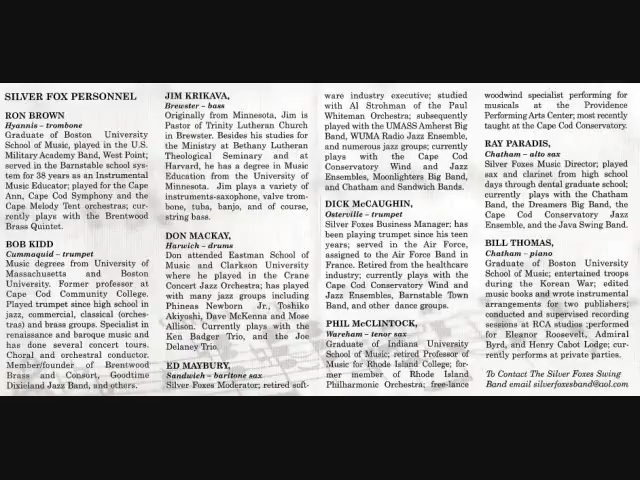 SILVER FOX PERSONNEL
RON BROWN
Hyannis – trombone
Graduate of Boston University
School of Music, played in the U.S.
Military Academy Band, West Point;
served in the Barnstable school sys-
tem for 38 years as an Instrumental
Music Educator; played for the Cape
Ann, Cape Cod Symphony and the
Cape Melody Tent orchestras; cur-
rently plays with the Brentwood
Brass Quintet.
BOB KIDD
Cummaquid – trumpet
Music degrees from University of
Massachusetts and Boston
University. Former professor at
Cape Cod Community College.
Played trumpet since high school in
jazz, commercial, classical (orches-
tras) and brass groups. Specialist in
renaissance and baroque music and
has done several concert tours.
Choral and orchestral conductor.
Member/founder of Brentwood
Brass and Consort, Goodtime
Dixieland Jazz Band, and others.
JIM KRIKAVA,
Brewster – bass
Originally from Minnesota, Jim is
Pastor of Trinity Lutheran Church
in Brewster. Besides his studies for
the Ministry at Bethany Lutheran
Theological Seminary and at
Harvard, he has a degree in Music
Education from the University of
Minnesota. Jim plays a variety of
instruments-saxophone, valve trom-
bone, tuba, banjo, and of course,
string bass.
DON MACKAY,
Harwich – drums
Don attended Eastman School of
Music and Clarkson University
where he played in the Crane
Concert Jazz Orchestra; has played
with many jazz groups including
Phineas Newborn Jr., Toshiko
Akiyoshi, Dave McKenna and Mose
Allison. Currently plays with the
Ken Badger Trio, and the Joe
Delaney Trio.
ED MAYBURY,
Sandwich – baritone sax
Silver Foxes Moderator; retired soft-
ware industry executive; studied
with Al Strohman of the Paul
Whiteman Orchestra; subsequently
played with the UMASS Amherst Big
Band, WUMA Radio Jazz Ensemble,
and numerous jazz groups; currently
plays with the Cape Cod
Conservatory Wind and Jazz
Ensembles, Moonlighters Big Band,
and Chatham and Sandwich Bands.
DICK McCAUGHIN,
Osterville – trumpet
Silver Foxes Business Manager; has
been playing trumpet since his teen
years; served in the Air Force,
assigned to the Air Force Band in
France. Retired from the healthcare
industry; currently plays with the
Cape Cod Conservatory Wind and
Jazz Ensembles, Barnstable Town
Band, and other dance groups.
PHIL McCLINTOCK,
Wareham – tenor sax
Graduate of Indiana University
School of Music; retired Professor of
Music for Rhode Island College; for-
mer member of Rhode Island
Philharmonic Orchestra; free-lance
woodwind specialist performing for
musicals at the Providence
Performing Arts Center; most recently
taught at the Cape Cod Conservatory.
RAY PARADIS,
Chatham – alto sax
Silver Foxes Music Director; played
sax and clarinet from high school
days through dental graduate school;
currently plays with the Chatham
Band, the Dreamers Big Band, the
Cape Cod Conservatory Jazz
Ensemble, and the Java Swing Band.
BILL THOMAS,
Chatham – piano
Graduate of Boston University
School of Music; entertained troops
during the Korean War; edited
music books and wrote instrumental
arrangements for two publishers;
conducted and supervised recording
sessions at RCA studios ;performed
for Eleanor Roosevelt, Admiral
Byrd, and Henry Cabot Lodge; cur-
rently performs at private parties.
To Contact The Silver Foxes Swing
Band email silverfoxesband@aol.com